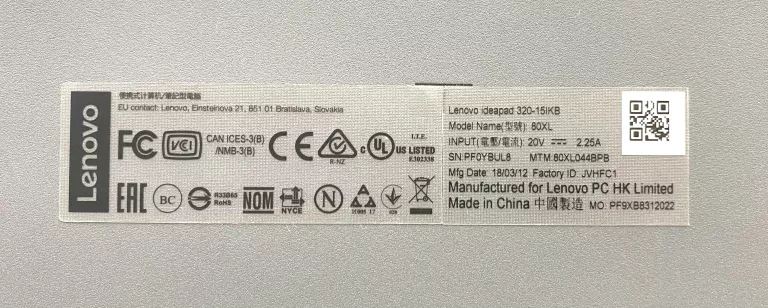 Lenovo
便携式计算机/筆記型電腦
EU contact: Lenovo, Einsteinova 21, 851 01 Bratislava, Slovakia
FC
VCI
CAN ICES-3(B)
/NMB-3(B)
CE
R-NZ
c UL US LISTED
I.T.E.
E302338
EAC
BC
R33B65
RoHS
NOM
NYCE
N
Lenovo ideapad 320-15IKB
Model Name(型號): 80XL
INPUT(電壓/電流): 20V 2.25A
SN:PF0YBUL8 MTM:80XL044BPB
Mfg Date: 18/03/12 Factory ID: JVHFC1
Manufactured for Lenovo PC HK Limited
Made in China 中國製造 MO: PF9XB8312022